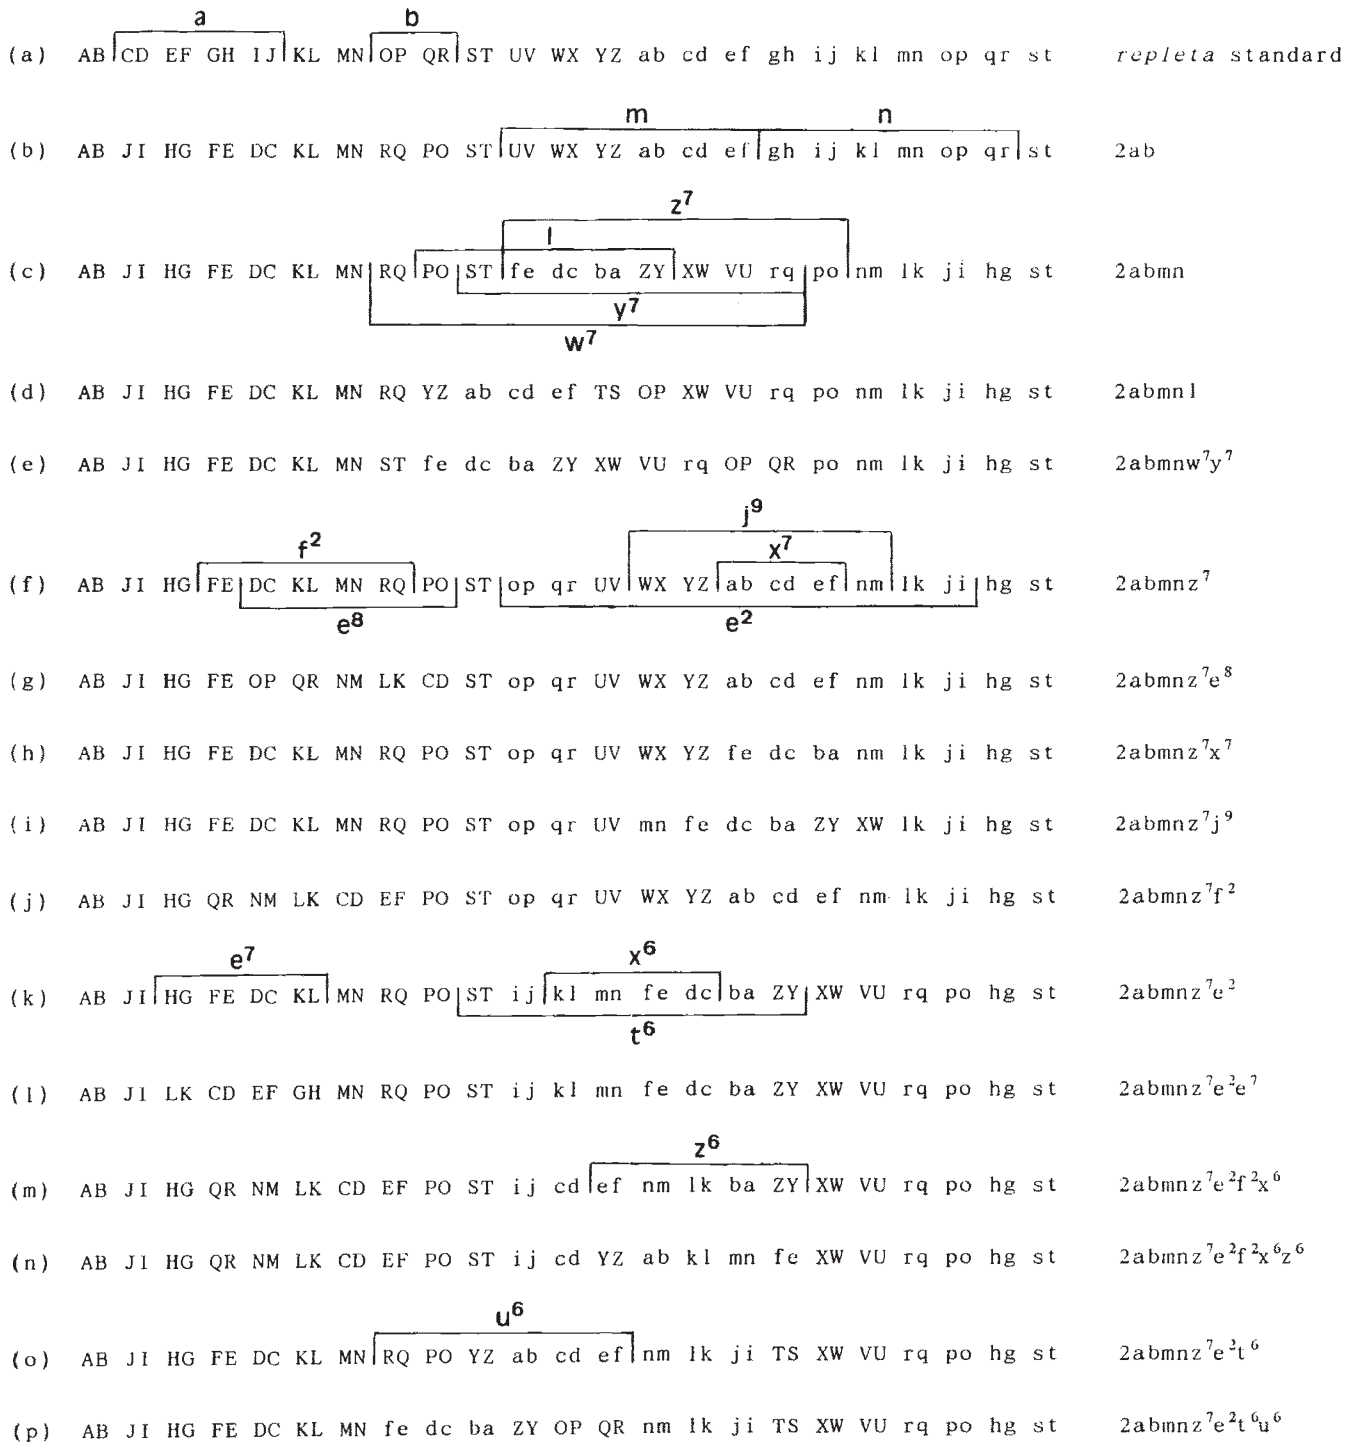 a b
(a) AB CD EF GH IJ KL MN OP QR ST UV WX YZ ab cd ef gh ij kl mn op qr st repleta standard
m n
(b) AB JI HG FE DC KL MN RQ PO ST UV WX YZ ab cd ef gh ij kl mn op qr st 2ab
z⁷
l
(c) AB JI HG FE DC KL MN RQ PO ST fe dc ba ZY XW VU rq po nm lk ji hg st 2abmn
y⁷
w⁷
(d) AB JI HG FE DC KL MN RQ YZ ab cd ef TS OP XW VU rq po nm lk ji hg st 2abmnl
(e) AB JI HG FE DC KL MN ST fe dc ba ZY XW VU rq OP QR po nm lk ji hg st 2abmnw⁷y⁷
j⁹
f² x⁷
(f) AB JI HG FE DC KL MN RQ PO ST op qr UV WX YZ ab cd ef nm lk ji hg st 2abmnz⁷
e⁸ e²
(g) AB JI HG FE OP QR NM LK CD ST op qr UV WX YZ ab cd ef nm lk ji hg st 2abmnz⁷e⁸
(h) AB JI HG FE DC KL MN RQ PO ST op qr UV WX YZ fe dc ba nm lk ji hg st 2abmnz⁷x⁷
(i) AB JI HG FE DC KL MN RQ PO ST op qr UV mn fe dc ba ZY XW lk ji hg st 2abmnz⁷j⁹
(j) AB JI HG QR NM LK CD EF PO ST op qr UV WX YZ ab cd ef nm lk ji hg st 2abmnz⁷f²
e⁷ x⁶
(k) AB JI HG FE DC KL MN RQ PO ST ij kl mn fe dc ba ZY XW VU rq po hg st 2abmnz⁷e²
t⁶
(l) AB JI LK CD EF GH MN RQ PO ST ij kl mn fe dc ba ZY XW VU rq po hg st 2abmnz⁷e²e⁷
z⁶
(m) AB JI HG QR NM LK CD EF PO ST ij cd ef nm lk ba ZY XW VU rq po hg st 2abmnz⁷e²f²x⁶
(n) AB JI HG QR NM LK CD EF PO ST ij cd YZ ab kl mn fe XW VU rq po hg st 2abmnz⁷e²f²x⁶z⁶
u⁶
(o) AB JI HG FE DC KL MN RQ PO YZ ab cd ef nm lk ji TS XW VU rq po hg st 2abmnz⁷e²t⁶
(p) AB JI HG FE DC KL MN fe dc ba ZY OP QR nm lk ji TS XW VU rq po hg st 2abmnz⁷e²t⁶u⁶